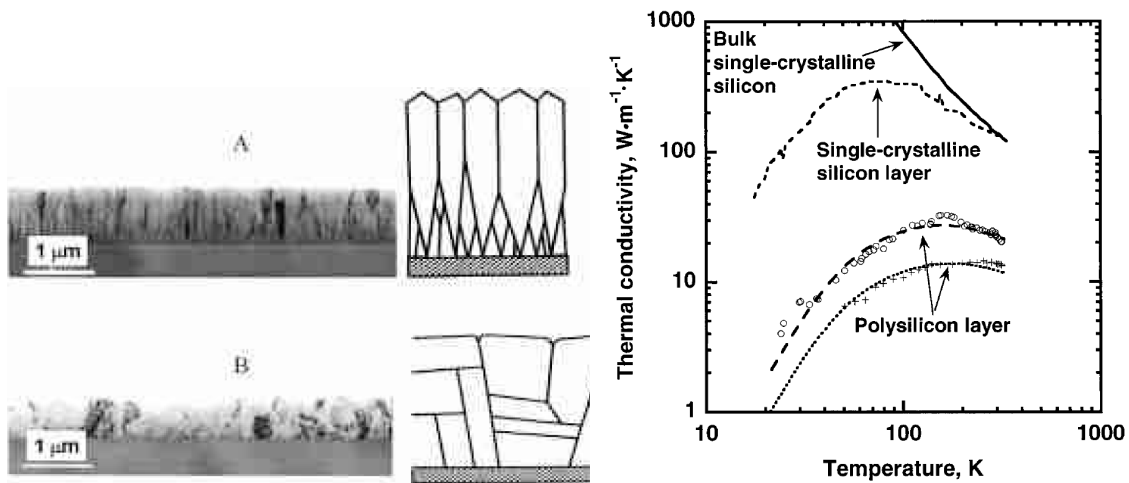 A
1 μm
B
1 μm
1000
100
10
1
10
100
1000
Thermal conductivity, W·m-1·K-1
Temperature, K
Bulk
single-crystalline
silicon
Single-crystalline
silicon layer
Polysilicon layer